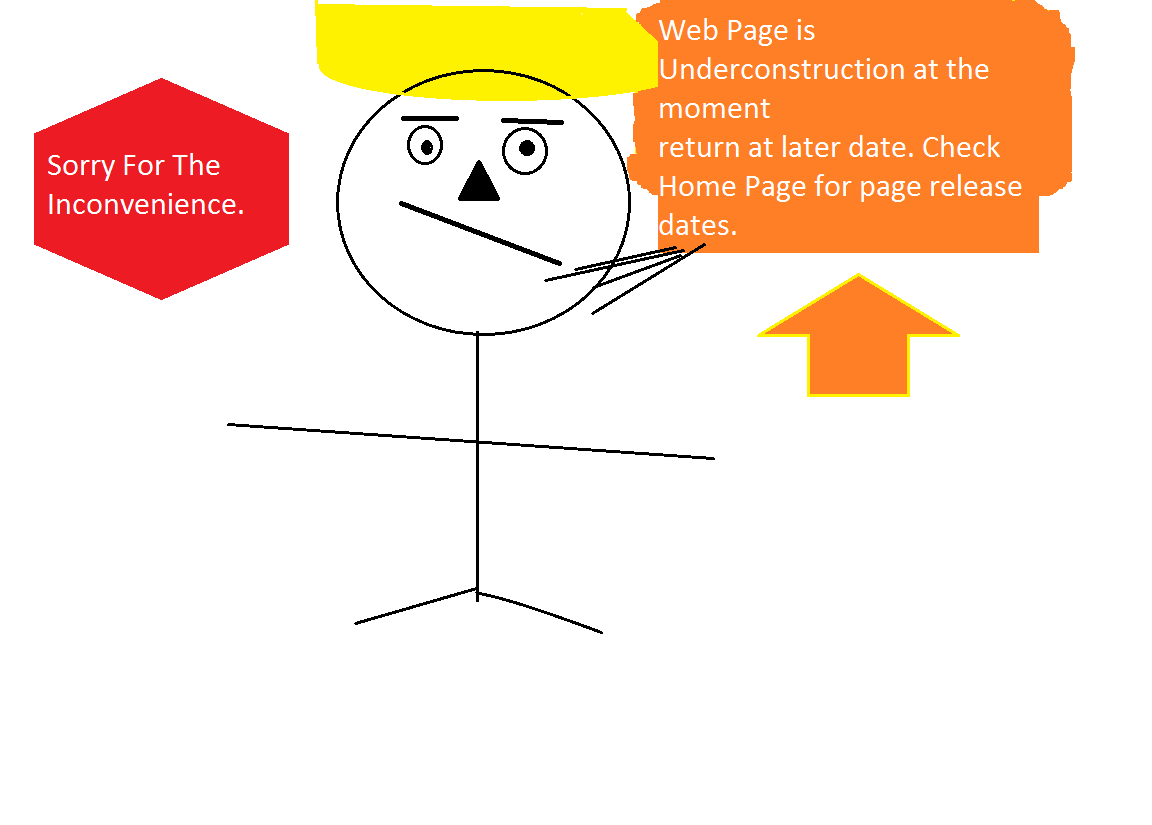 Sorry For The
Inconvenience.
Web Page is
Underconstruction at the
moment
return at later date. Check
Home Page for page release
dates.